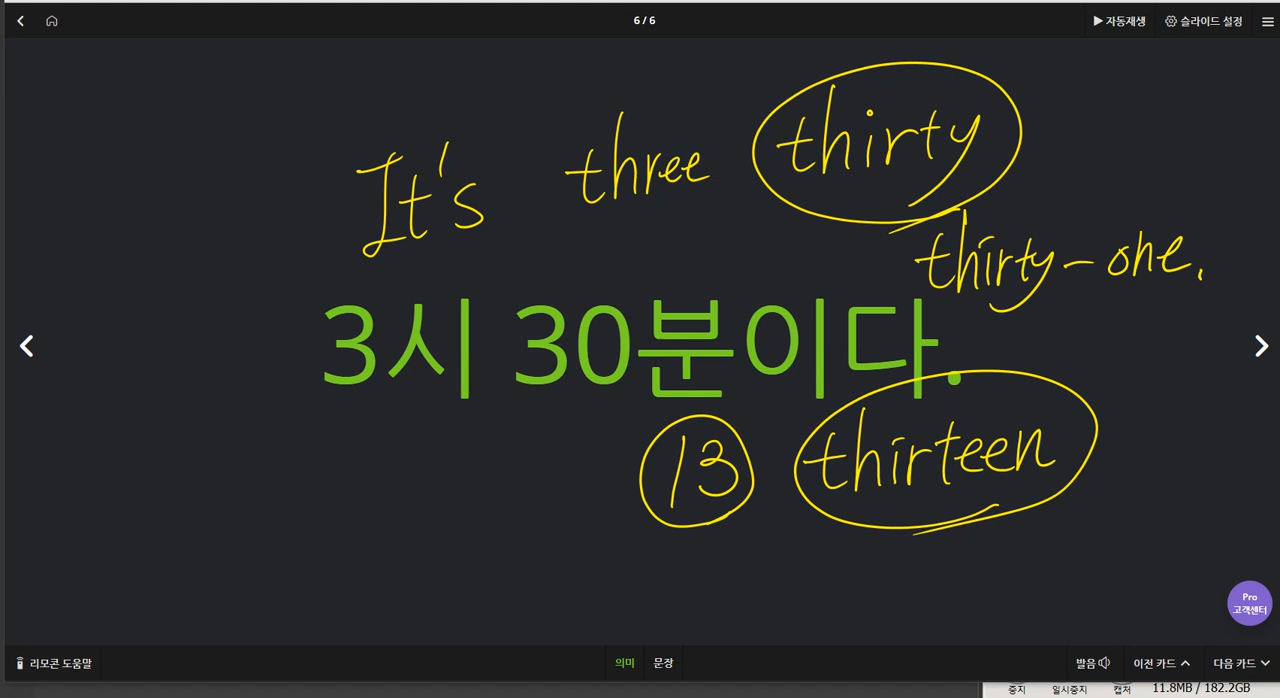 6 / 6
자동재생
슬라이드 설정
It's three thirty
thirty-one.
3시 30분이다.
13 thirteen
Pro
고객센터
리모콘 도움말
의미
문장
발음
이전 카드
다음 카드
중지
일시중지
캡처
11.8MB / 182.2GB